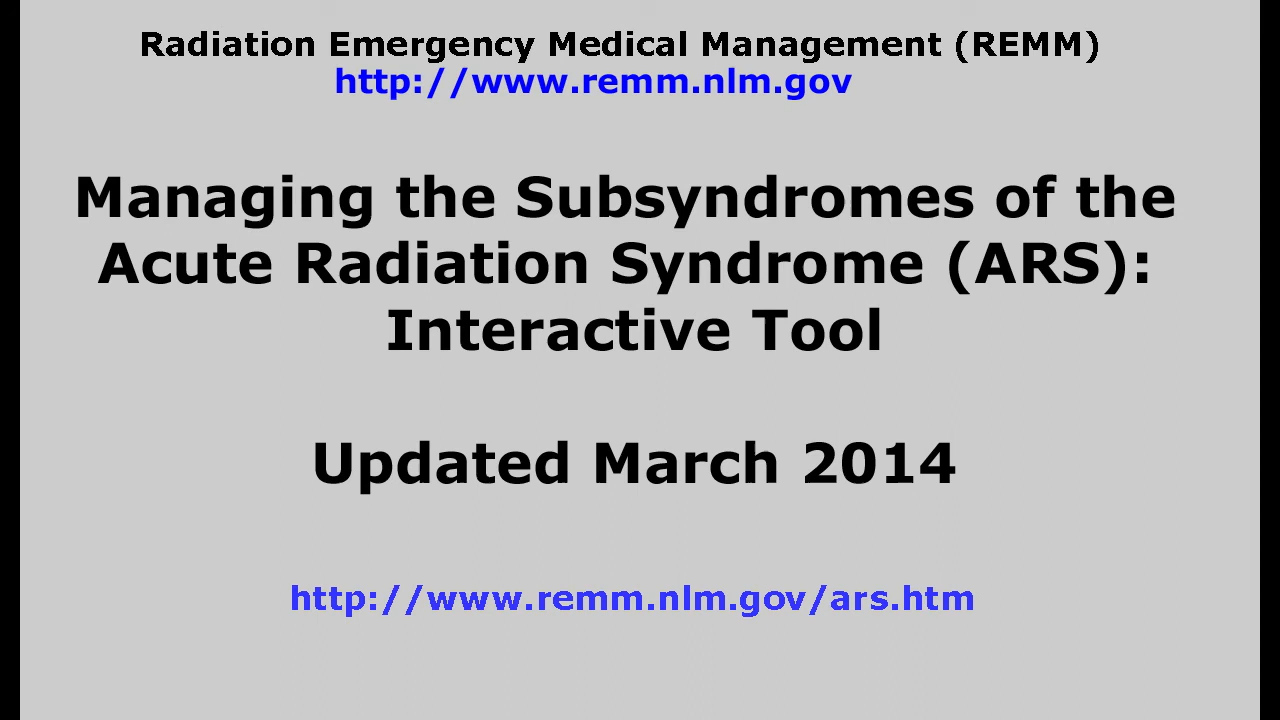 Radiation Emergency Medical Management (REMM)
http://www.remm.nlm.gov
Managing the Subsyndromes of the
Acute Radiation Syndrome (ARS):
Interactive Tool
Updated March 2014
http://www.remm.nlm.gov/ars.htm